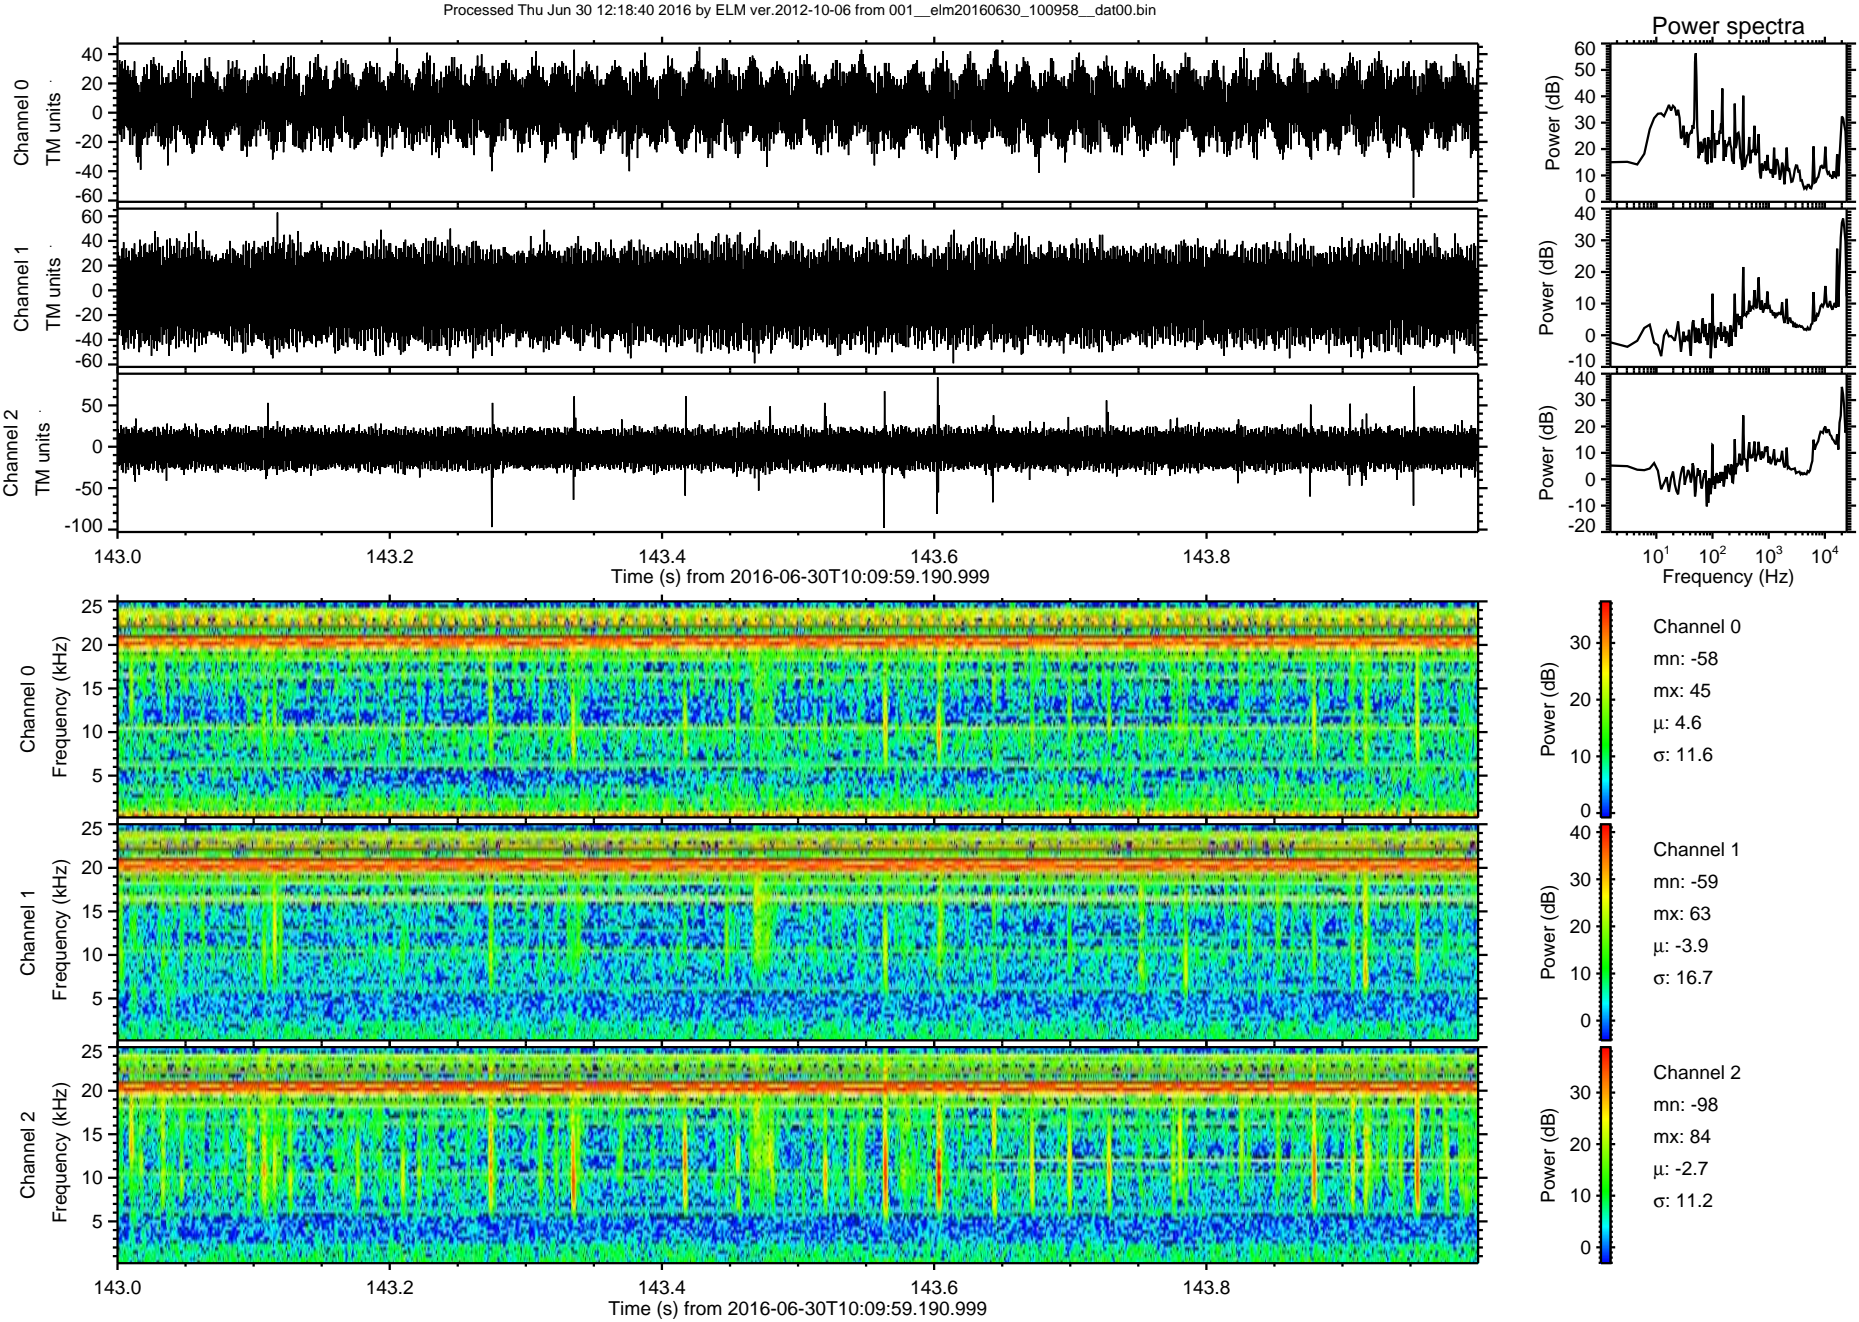 Processed Thu Jun 30 12:18:40 2016 by ELM ver.2012-10-06 from 001__elm20160630_100958__dat00.bin
Power spectra
Channel 0
TM units
40
20
0
-20
-40
-60
Power (dB)
60
50
40
30
20
10
0
Channel 1
TM units
60
40
20
0
-20
-40
-60
Power (dB)
40
30
20
10
0
-10
Channel 2
TM units
50
0
-50
-100
Power (dB)
40
30
20
10
0
-10
-20
143.0 143.2 143.4 143.6 143.8
Time (s) from 2016-06-30T10:09:59.190.999
10^1 10^2 10^3 10^4
Frequency (Hz)
Channel 0
Frequency (kHz)
25
20
15
10
5
Power (dB)
30
20
10
0
Channel 0
mn: -58
mx: 45
μ: 4.6
σ: 11.6
Channel 1
Frequency (kHz)
25
20
15
10
5
Power (dB)
40
30
20
10
0
Channel 1
mn: -59
mx: 63
μ: -3.9
σ: 16.7
Channel 2
Frequency (kHz)
25
20
15
10
5
Power (dB)
30
20
10
0
Channel 2
mn: -98
mx: 84
μ: -2.7
σ: 11.2
143.0 143.2 143.4 143.6 143.8
Time (s) from 2016-06-30T10:09:59.190.999